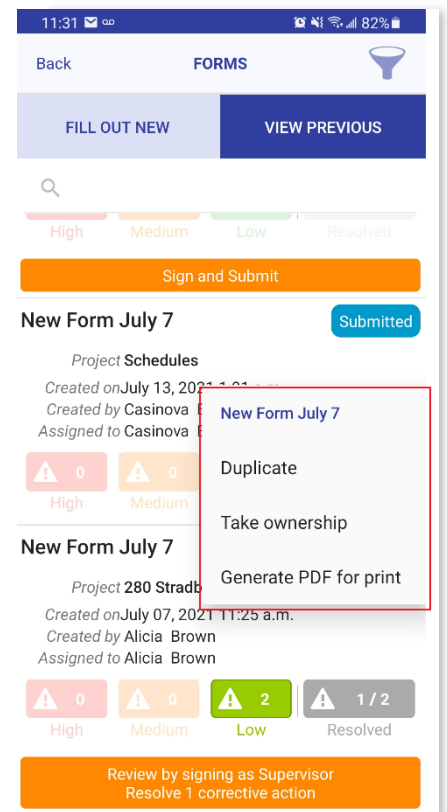 11:31 82%
Back FORMS
FILL OUT NEW VIEW PREVIOUS
High Medium Low Resolved
Sign and Submit
New Form July 7 Submitted
Project Schedules
Created onJuly 13, 2021
Created by Casinova
Assigned to Casinova
0 0
High Medium
New Form July 7
Duplicate
Take ownership
Generate PDF for print
New Form July 7
Project 280 Stradb
Created onJuly 07, 2021 11:25 a.m.
Created by Alicia Brown
Assigned to Alicia Brown
0 0 2 1 / 2
High Medium Low Resolved
Review by signing as Supervisor
Resolve 1 corrective action